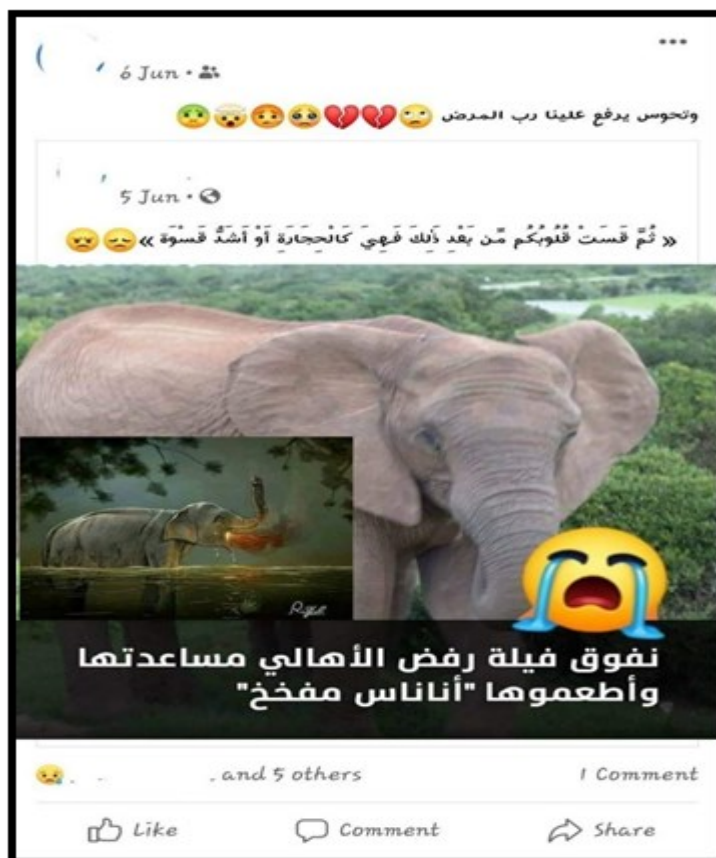 6 Jun
وتحوس يرفع علينا رب المرض 🙄💔💔🥺🥵🤯🤢
5 Jun
« ثُمَّ قَسَتْ قُلُوبُكُم مِّن بَعْدِ ذَٰلِكَ فَهِيَ كَالْحِجَارَةِ أَوْ أَشَدُّ قَسْوَةً »😔😠
نفوق فيلة رفض الأهالي مساعدتها
وأطعموها "أناناس مفخخ"
and 5 others
1 Comment
Like Comment Share